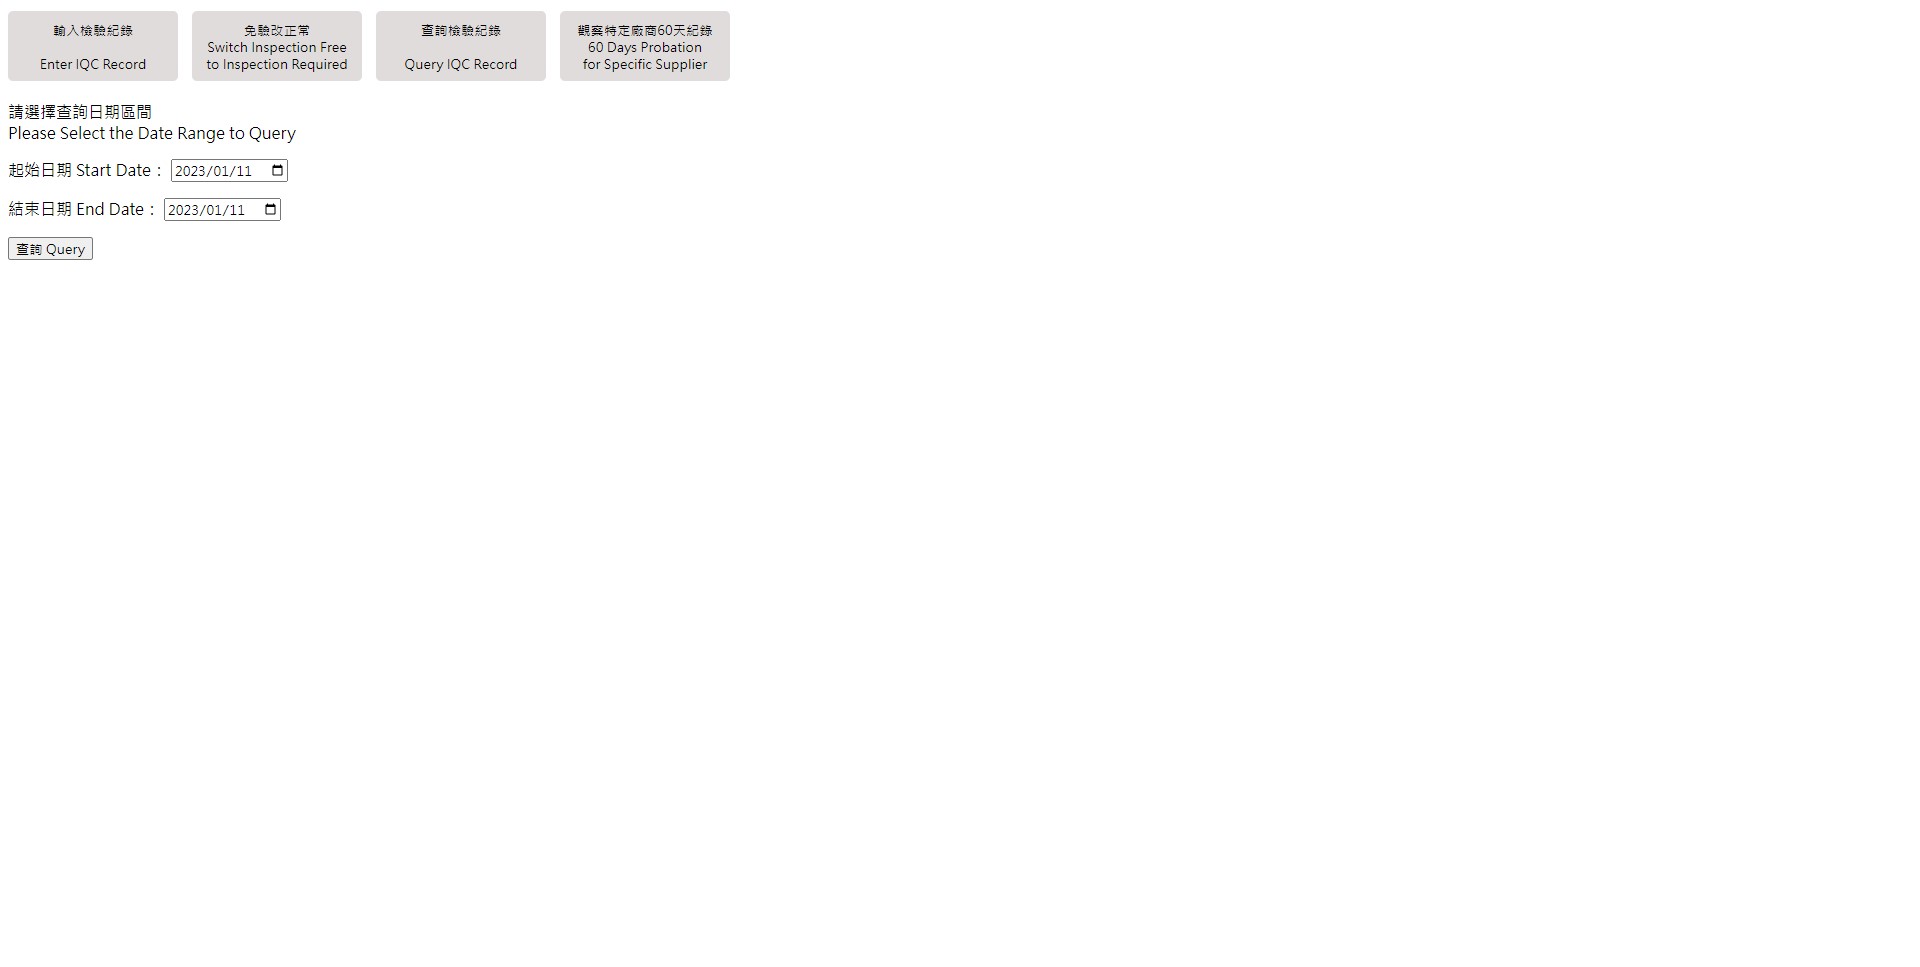 輸入檢驗紀錄
Enter IQC Record
免驗改正常
Switch Inspection Free
to Inspection Required
查詢檢驗紀錄
Query IQC Record
觀察特定廠商60天紀錄
60 Days Probation
for Specific Supplier
請選擇查詢日期區間
Please Select the Date Range to Query
起始日期 Start Date： 2023/01/11
結束日期 End Date： 2023/01/11
查詢 Query